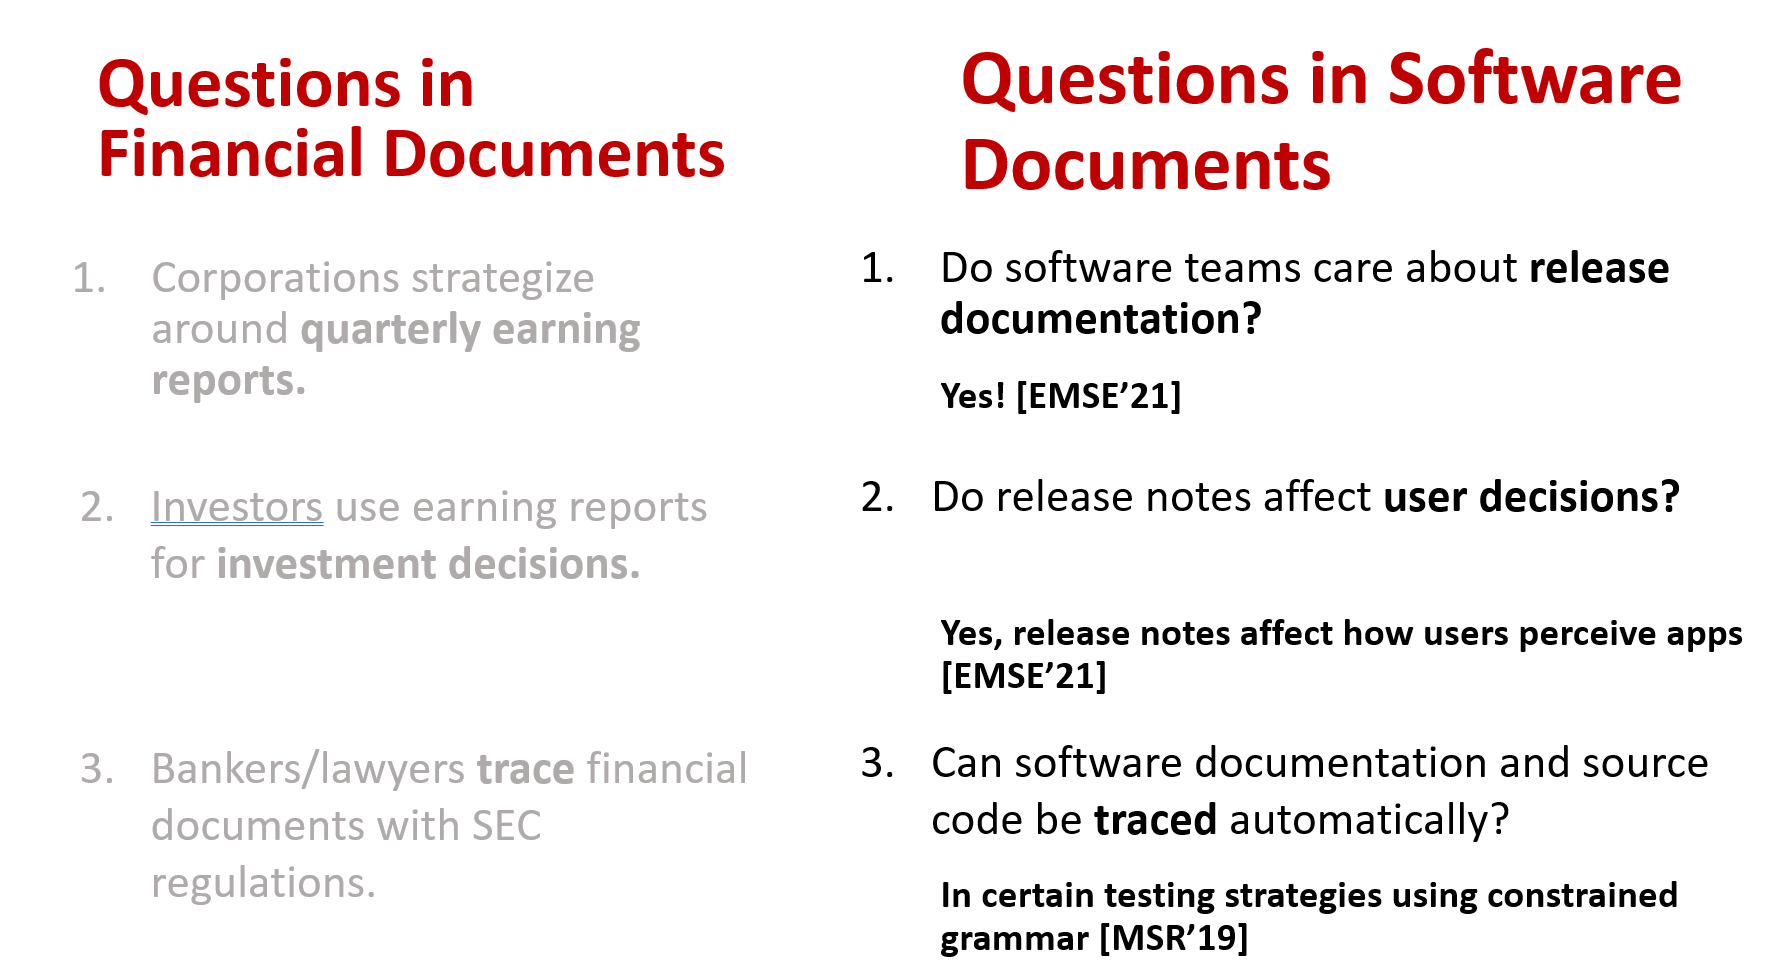 Questions in
Financial Documents
1. Corporations strategize
around quarterly earning
reports.
2. Investors use earning reports
for investment decisions.
3. Bankers/lawyers trace financial
documents with SEC
regulations.
Questions in Software
Documents
1. Do software teams care about release
documentation?
Yes! [EMSE’21]
2. Do release notes affect user decisions?
Yes, release notes affect how users perceive apps
[EMSE’21]
3. Can software documentation and source
code be traced automatically?
In certain testing strategies using constrained
grammar [MSR’19]